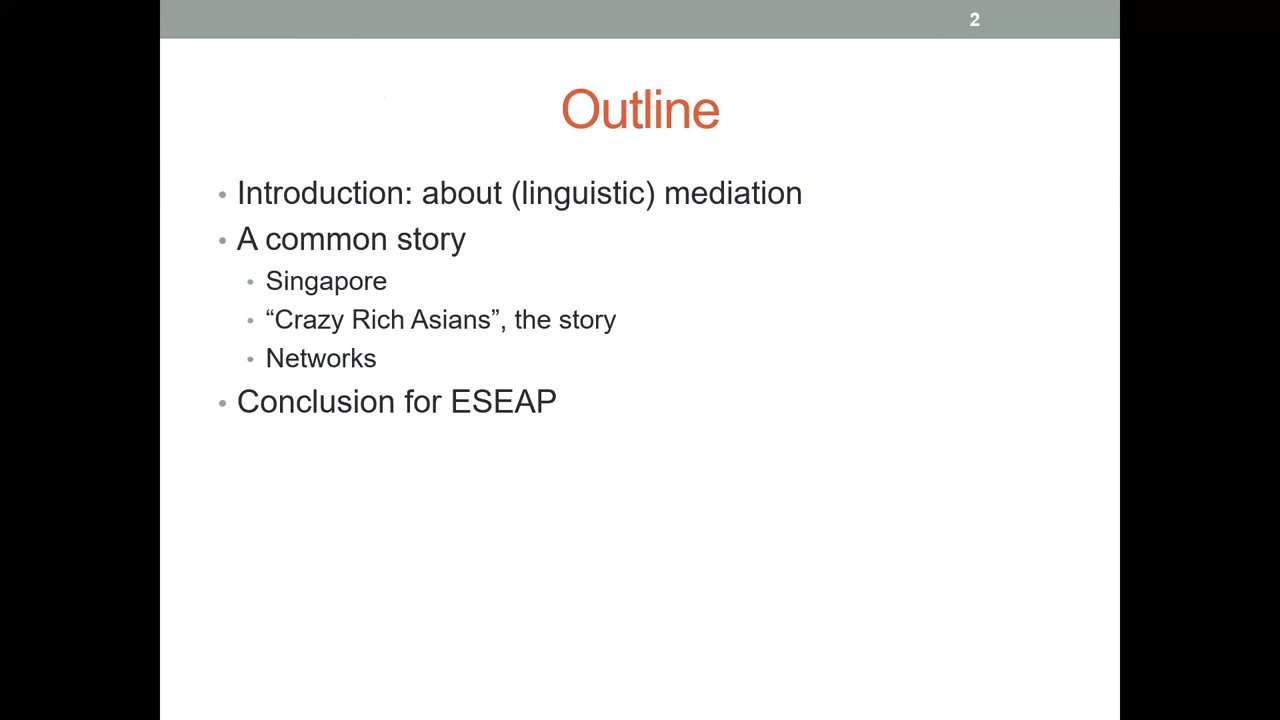 2
Outline
• Introduction: about (linguistic) mediation
• A common story
• Singapore
• “Crazy Rich Asians”, the story
• Networks
• Conclusion for ESEAP